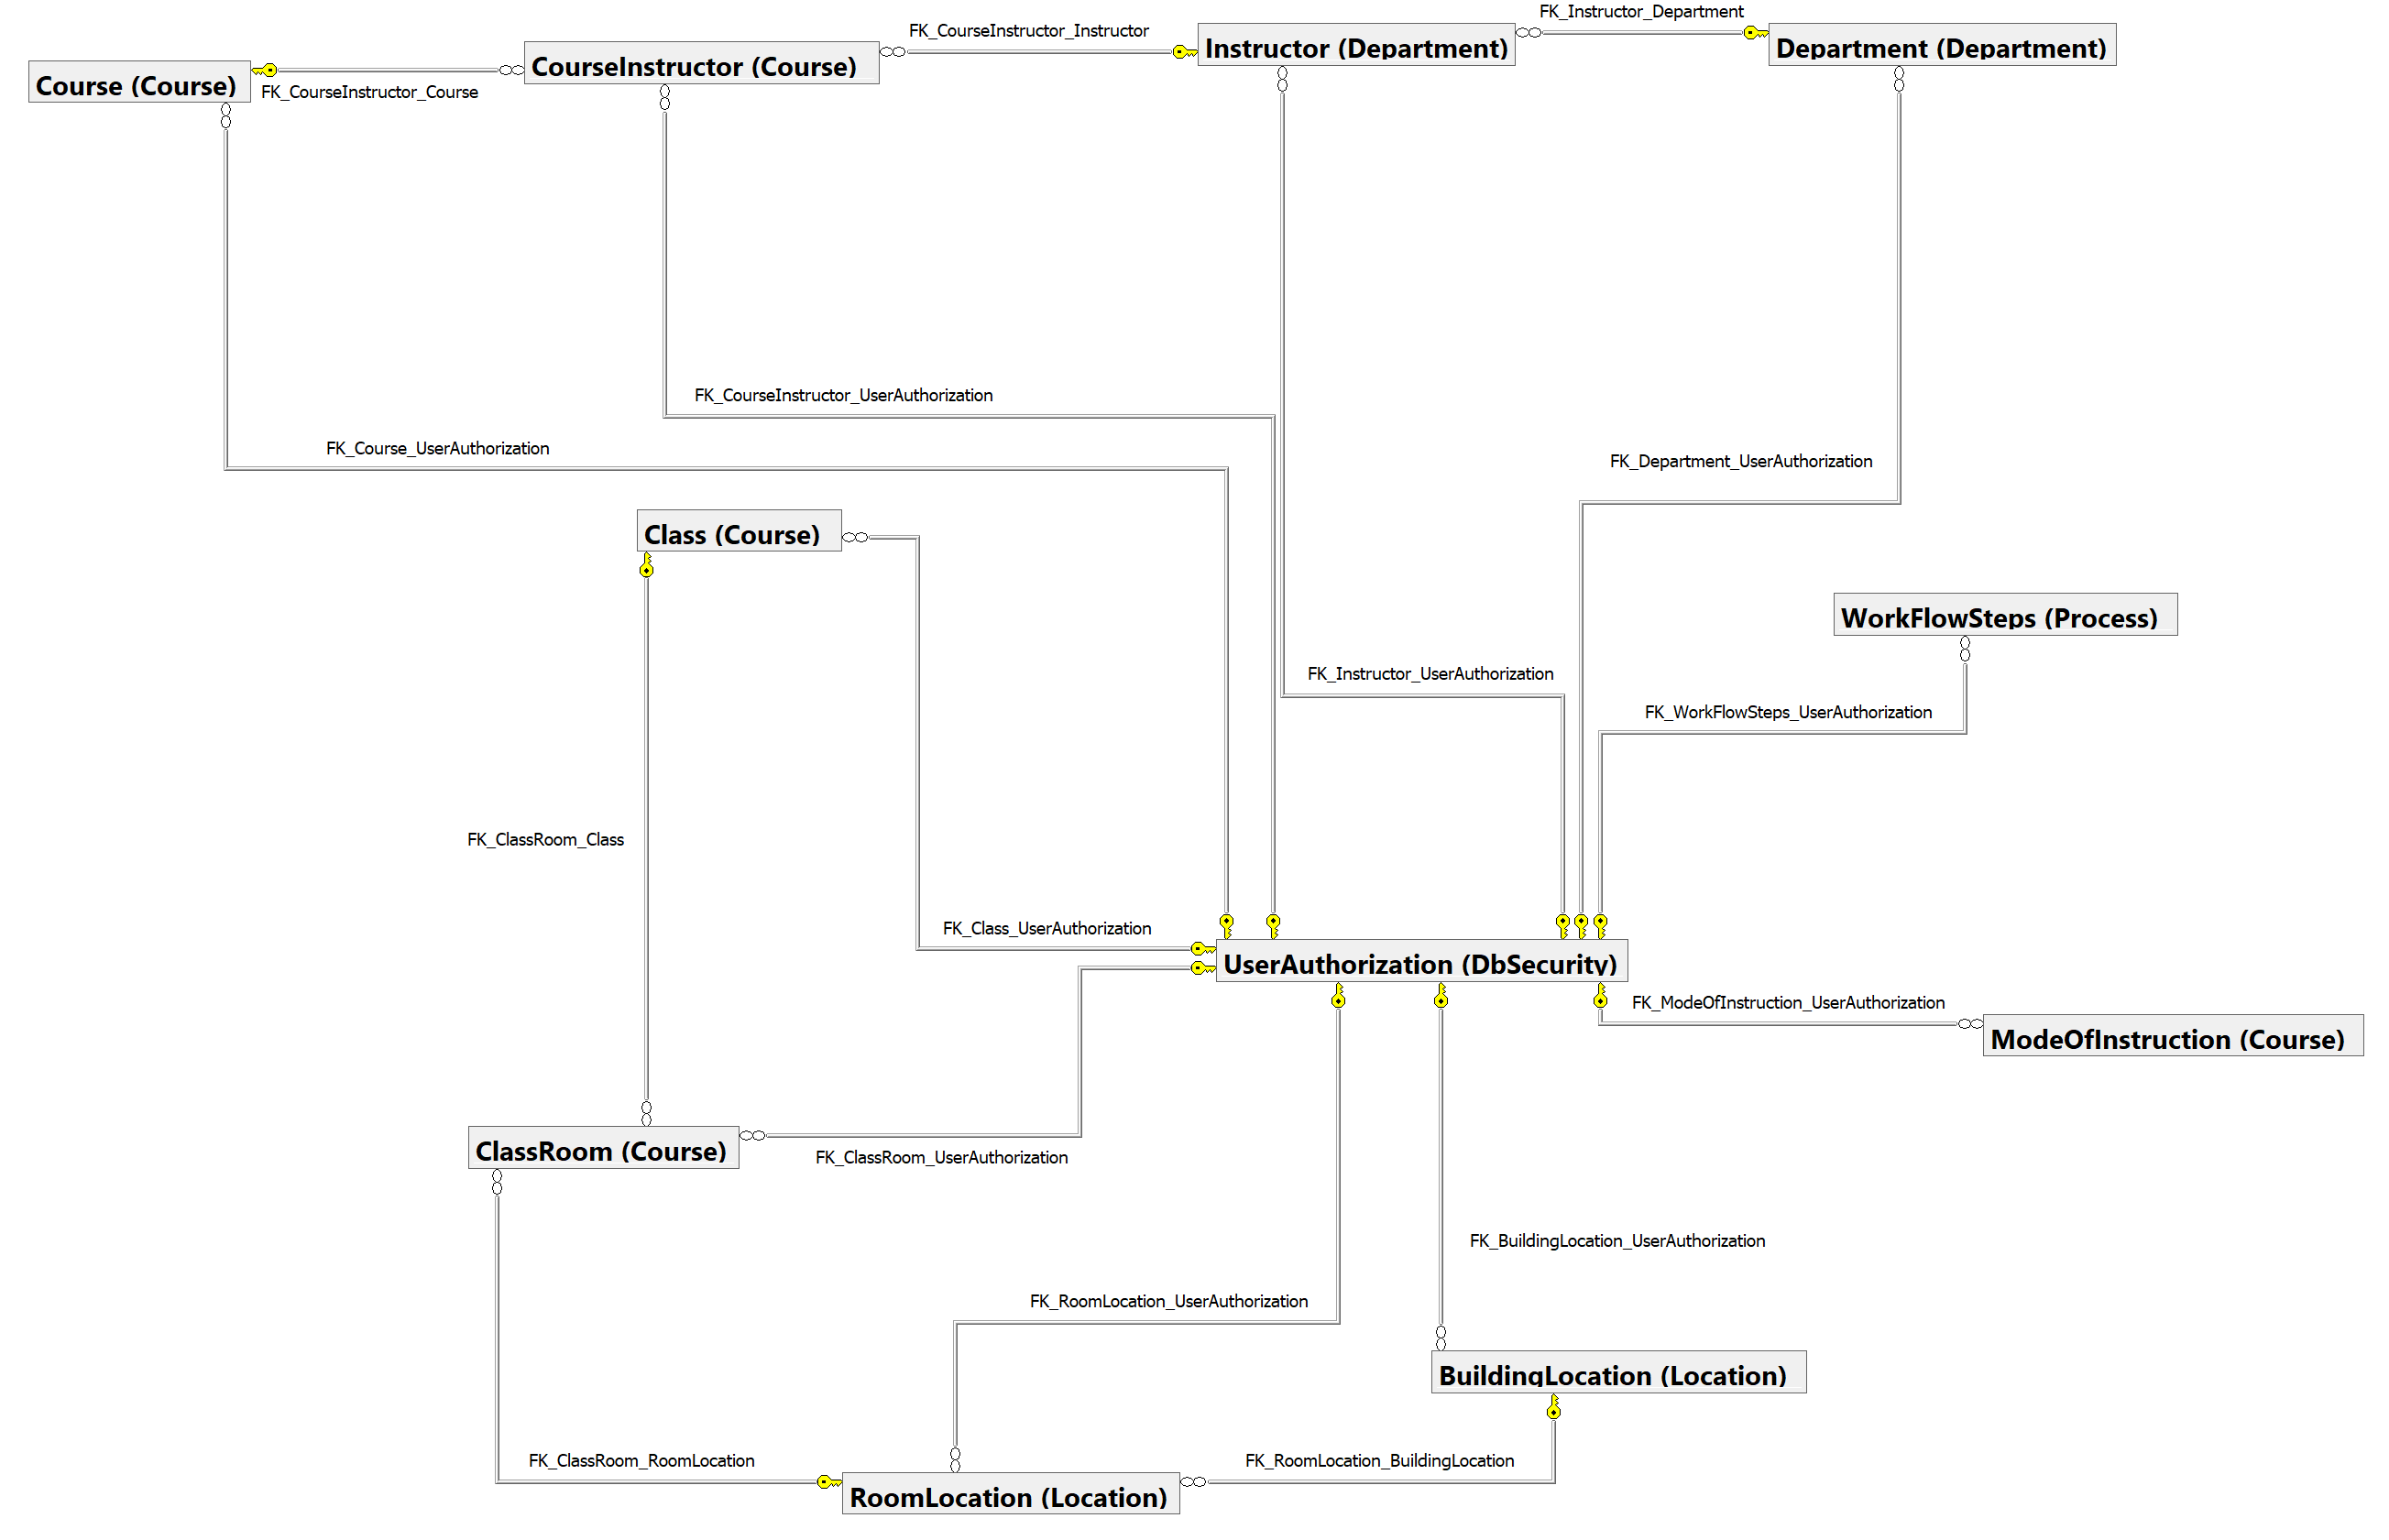 FK_Instructor_Department
FK_CourseInstructor_Instructor
Instructor (Department)
Department (Department)
CourseInstructor (Course)
Course (Course)
FK_CourseInstructor_Course
FK_CourseInstructor_UserAuthorization
FK_Course_UserAuthorization
FK_Department_UserAuthorization
Class (Course)
WorkFlowSteps (Process)
FK_Instructor_UserAuthorization
FK_WorkFlowSteps_UserAuthorization
FK_ClassRoom_Class
FK_Class_UserAuthorization
UserAuthorization (DbSecurity)
FK_ModeOfInstruction_UserAuthorization
ModeOfInstruction (Course)
ClassRoom (Course)
FK_ClassRoom_UserAuthorization
FK_BuildingLocation_UserAuthorization
FK_RoomLocation_UserAuthorization
BuildingLocation (Location)
FK_ClassRoom_RoomLocation
FK_RoomLocation_BuildingLocation
RoomLocation (Location)